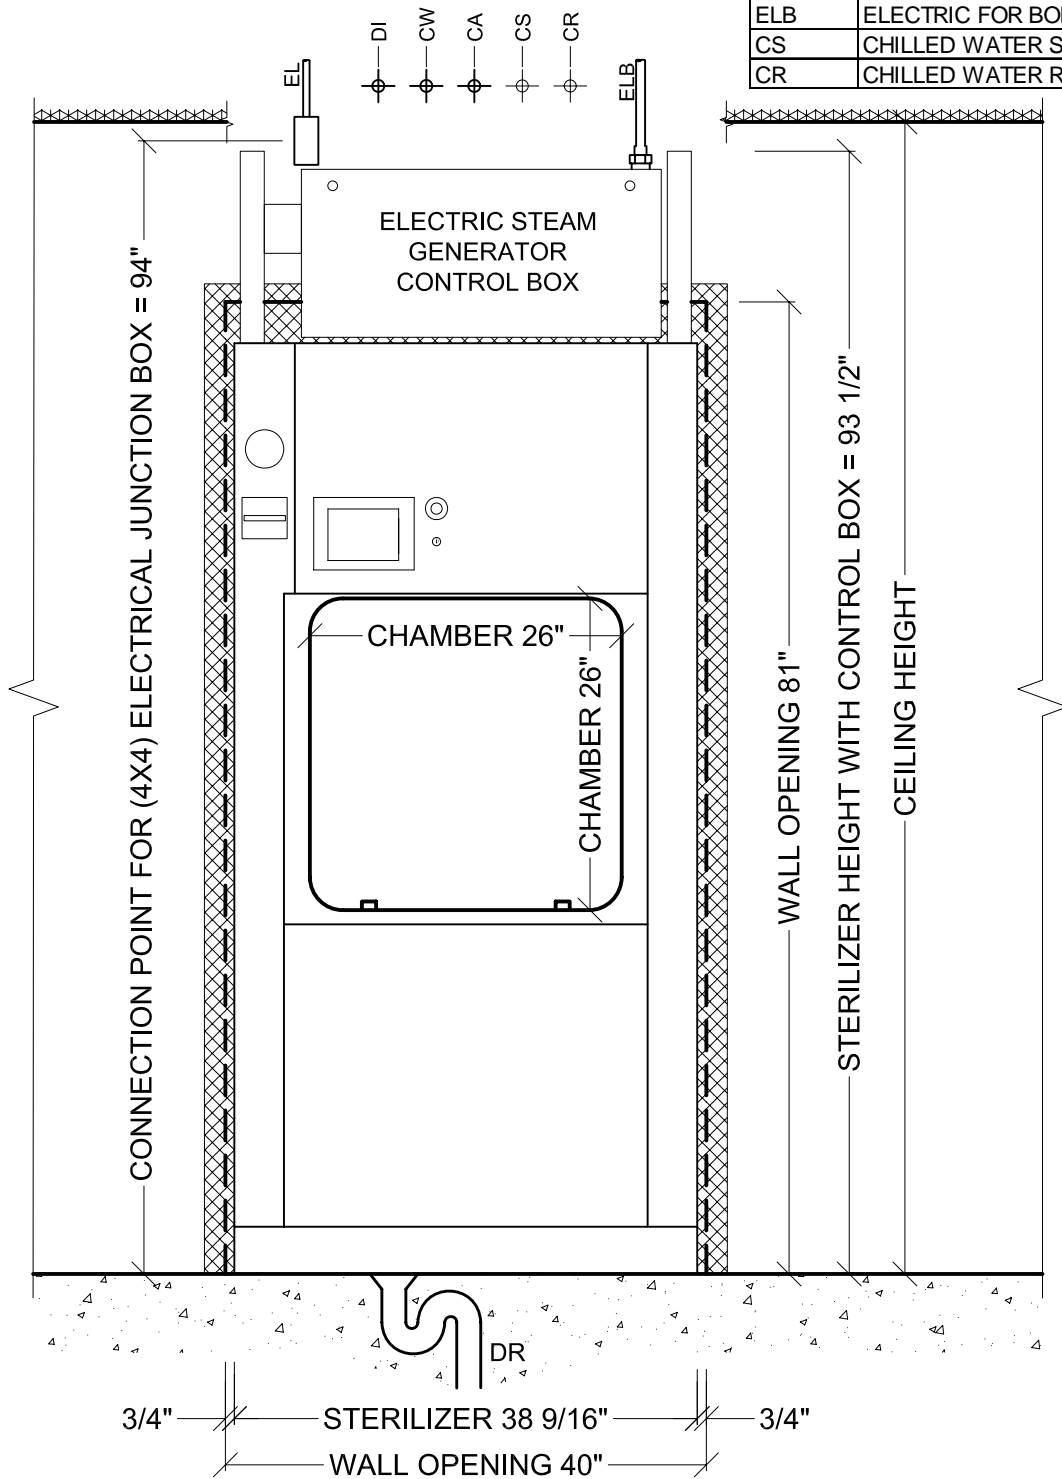 ELB ELECTRIC FOR
CS CHILLED WATER
CR CHILLED WATER
DI
CW
CA
CS
CR
EL
ELB
ELECTRIC STEAM
GENERATOR
CONTROL BOX
CONNECTION POINT FOR (4X4) ELECTRICAL JUNCTION BOX = 94"
CHAMBER 26"
CHAMBER 26"
WALL OPENING 81"
STERILIZER HEIGHT WITH CONTROL BOX = 93 1/2"
CEILING HEIGHT
DR
3/4"
STERILIZER 38 9/16"
3/4"
WALL OPENING 40"